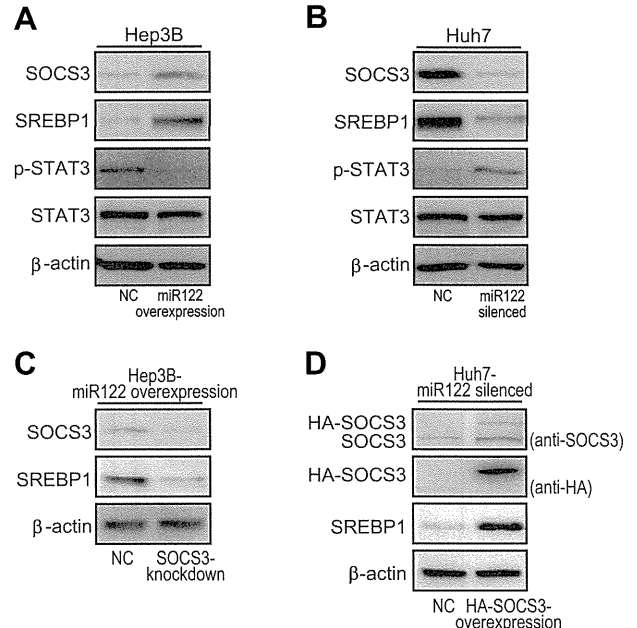 A
Hep3B
SOCS3
SREBP1
p-STAT3
STAT3
β-actin
NC miR122
overexpression
B
Huh7
SOCS3
SREBP1
p-STAT3
STAT3
β-actin
NC miR122
silenced
C
Hep3B-
miR122 overexpression
SOCS3
SREBP1
β-actin
NC SOCS3-
knockdown
D
Huh7-
miR122 silenced
HA-SOCS3
SOCS3 (anti-SOCS3)
HA-SOCS3
(anti-HA)
SREBP1
β-actin
NC HA-SOCS3-
overexpression